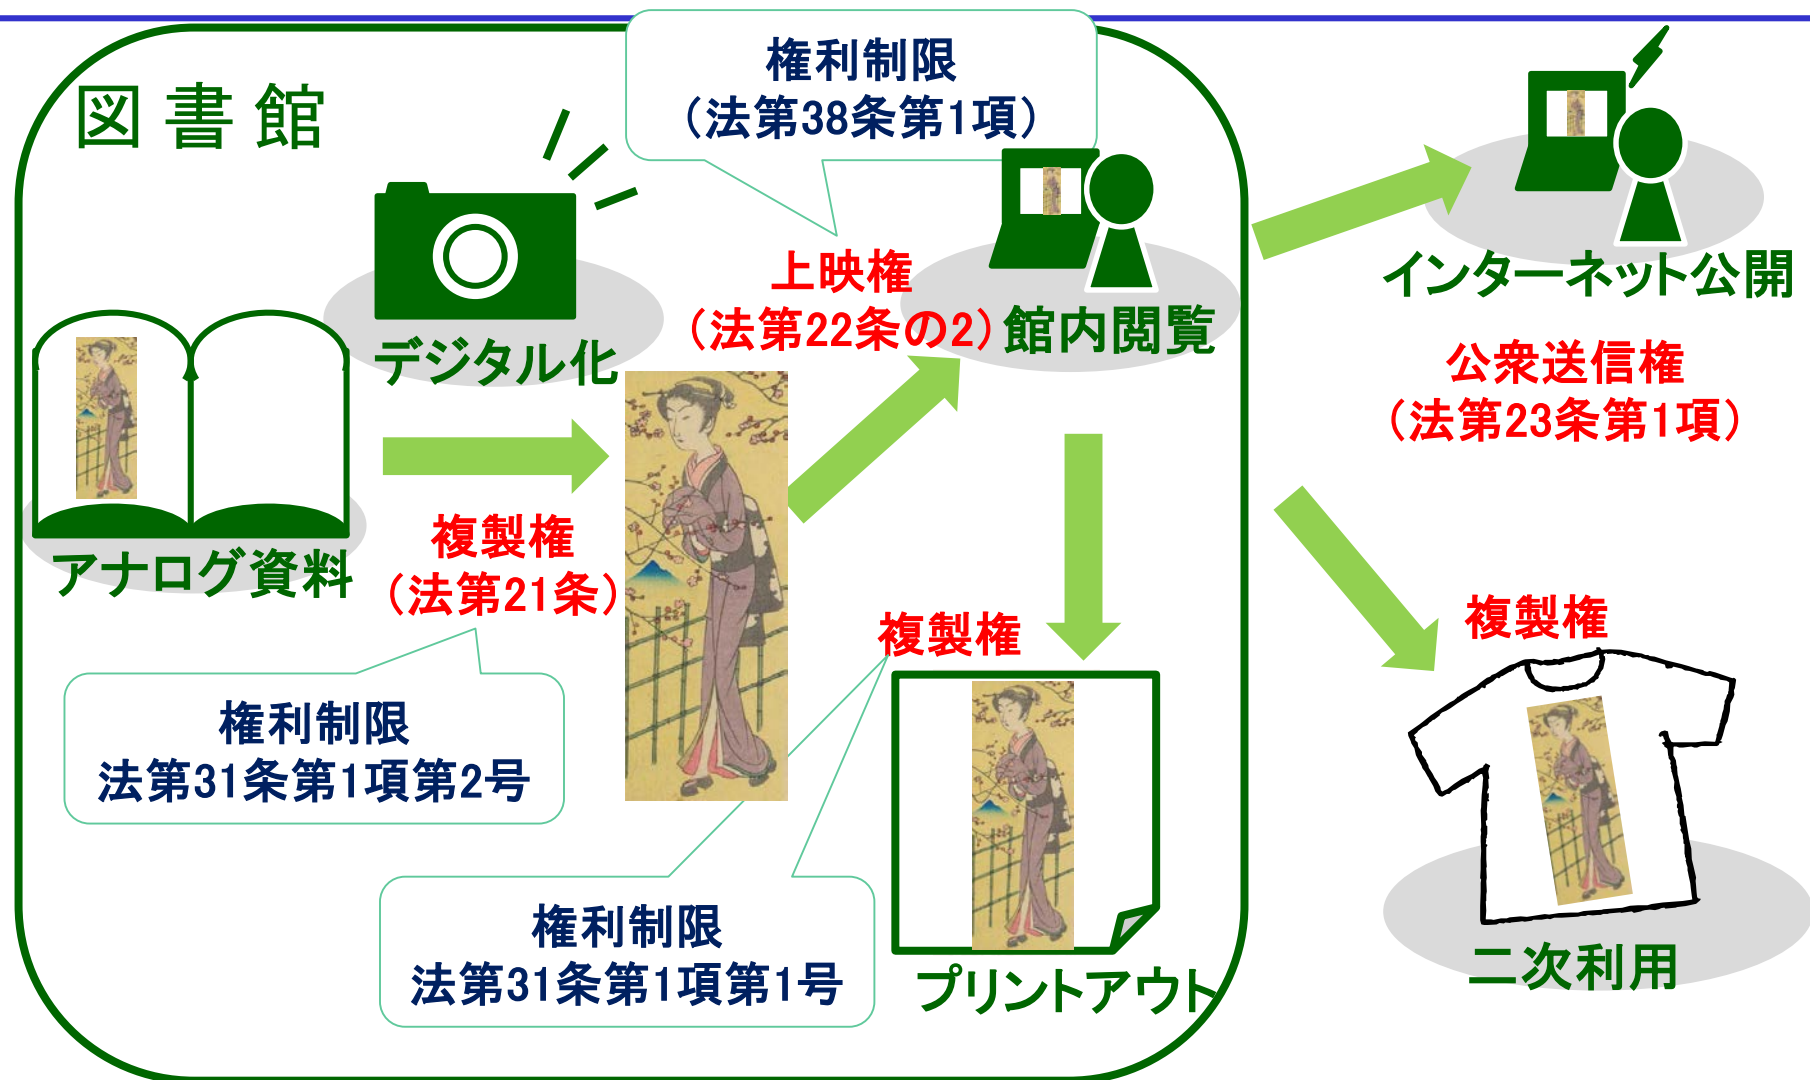 図書館
権利制限
（法第38条第1項）
デジタル化
上映権
（法第22条の2）
館内閲覧
インターネット公開
公衆送信権
（法第23条第1項）
アナログ資料
複製権
（法第21条）
権利制限
法第31条第1項第2号
複製権
権利制限
法第31条第1項第1号
プリントアウト
複製権
二次利用